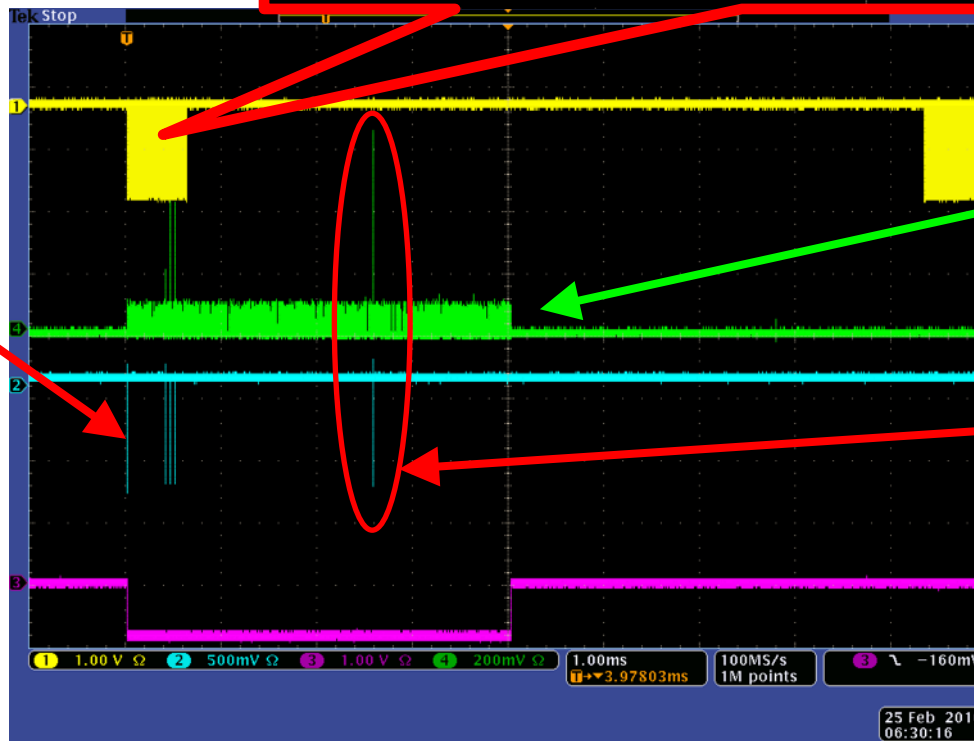 Tek Stop
U
T
1
4
2
3
1 1.00 V Ω 2 500mV Ω 3 1.00 V Ω 4 200mV Ω
1.00ms
T→▼3.97803ms
100MS/s
1M points
3 \ −160mV
25 Feb 201
06:30:16